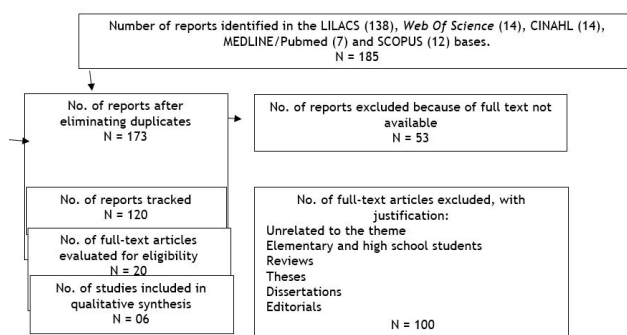 Number of reports identified in the LILACS (138), Web Of Science (14), CINAHL (14),
MEDLINE/Pubmed (7) and SCOPUS (12) bases.
N = 185
No. of reports after
eliminating duplicates
N = 173
No. of reports excluded because of full text not
available
N = 53
No. of reports tracked
N = 120
No. of full-text articles
evaluated for eligibility
N = 20
No. of studies included in
qualitative synthesis
N = 06
No. of full-text articles excluded, with
justification:
Unrelated to the theme
Elementary and high school students
Reviews
Theses
Dissertations
Editorials
N = 100